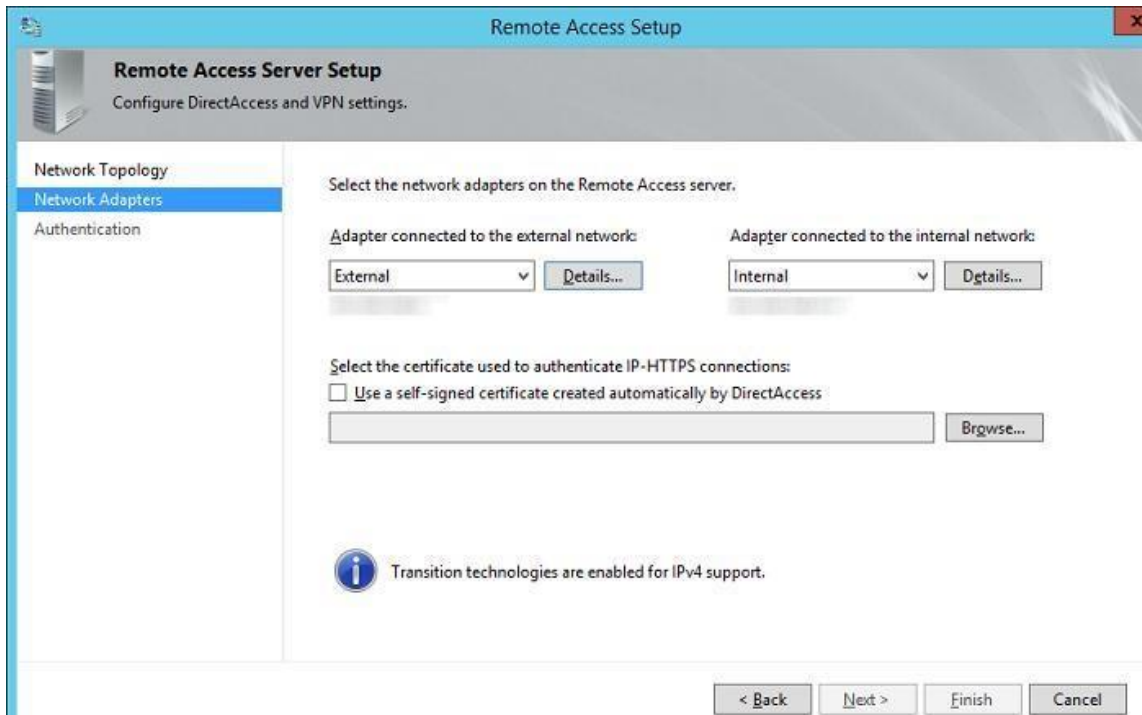 Remote Access Setup
x
Remote Access Server Setup
Configure DirectAccess and VPN settings.
Network Topology
Network Adapters
Authentication
Select the network adapters on the Remote Access server.
Adapter connected to the external network:
Adapter connected to the internal network:
External
Details...
Internal
Details...
Select the certificate used to authenticate IP-HTTPS connections:
Use a self-signed certificate created automatically by DirectAccess
Browse...
Transition technologies are enabled for IPv4 support.
< Back
Next >
Finish
Cancel